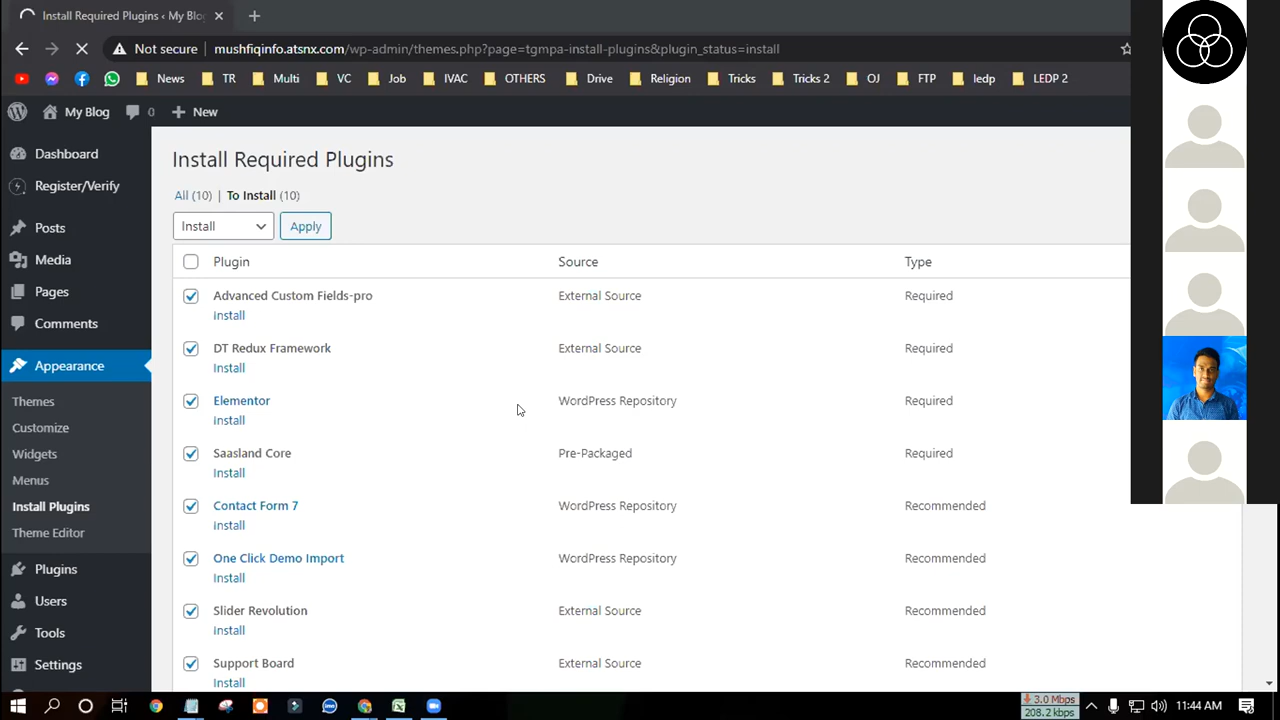 Install Required Plugins ‹ My Blog
Not secure mushfiqinfo.atsnx.com/wp-admin/themes.php?page=tgmpa-install-plugins&plugin_status=install
News TR Multi VC Job IVAC OTHERS Drive Religion Tricks Tricks 2 OJ FTP ledp LEDP 2
My Blog 0 New
Dashboard
Register/Verify
Posts
Media
Pages
Comments
Appearance
Themes
Customize
Widgets
Menus
Install Plugins
Theme Editor
Plugins
Users
Tools
Settings
Install Required Plugins
All (10) | To Install (10)
Install Apply
Plugin Source Type
Advanced Custom Fields-pro External Source Required
Install
DT Redux Framework External Source Required
Install
Elementor WordPress Repository Required
Install
Saasland Core Pre-Packaged Required
Install
Contact Form 7 WordPress Repository Recommended
Install
One Click Demo Import WordPress Repository Recommended
Install
Slider Revolution External Source Recommended
Install
Support Board External Source Recommended
Install
3.0 Mbps
208.2 kbps
11:44 AM